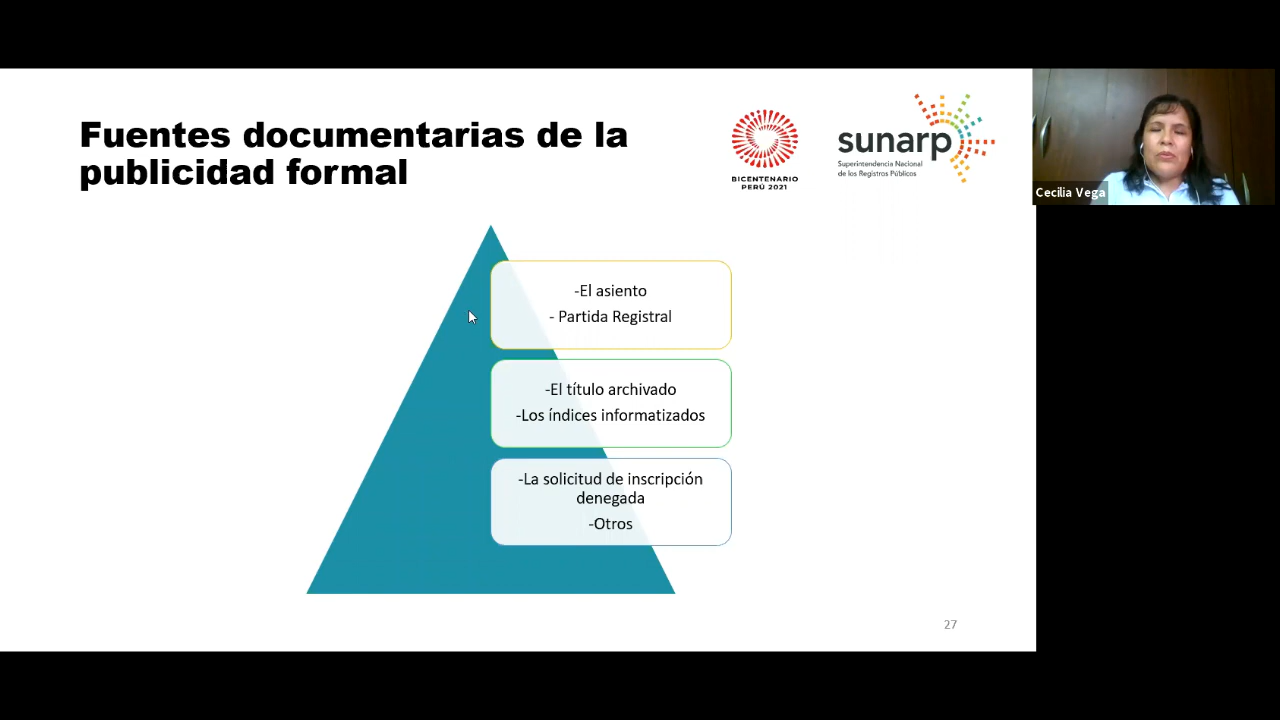 Fuentes documentarias de la
publicidad formal
BICENTENARIO
PERÚ 2021
sunarp
Superintendencia Nacional
de los Registros Públicos
Cecilia Vega
-El asiento
- Partida Registral
-El título archivado
-Los índices informatizados
-La solicitud de inscripción
denegada
-Otros
27